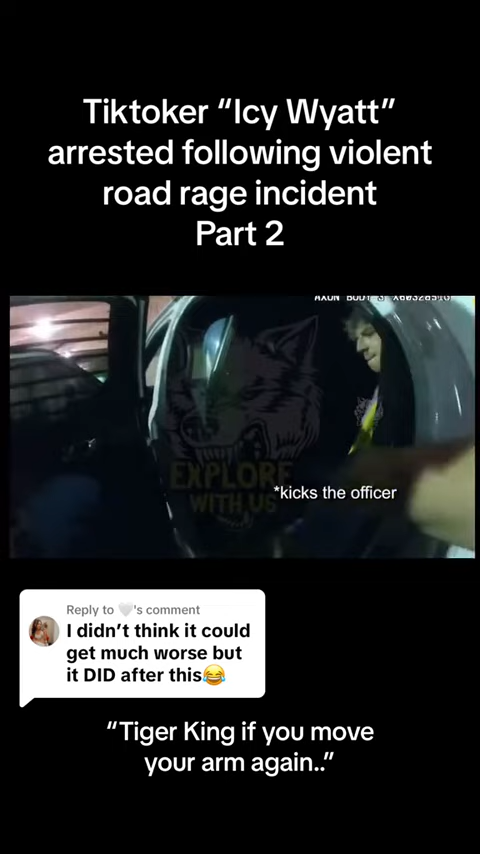 Tiktoker “Icy Wyatt”
arrested following violent
road rage incident
Part 2
EXPLORE
WITH US
*kicks the officer
Reply to 🤍's comment
I didn’t think it could
get much worse but
it DID after this😂
“Tiger King if you move
your arm again..”